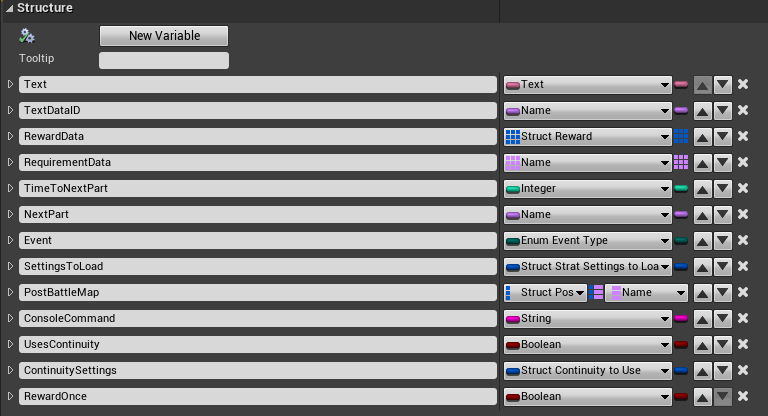 Structure
New Variable
Tooltip
Text Text
TextDataID Name
RewardData Struct Reward
RequirementData Name
TimeToNextPart Integer
NextPart Name
Event Enum Event Type
SettingsToLoad Struct Strat Settings to Loa
PostBattleMap Struct Pos Name
ConsoleCommand String
UsesContinuity Boolean
ContinuitySettings Struct Continuity to Use
RewardOnce Boolean